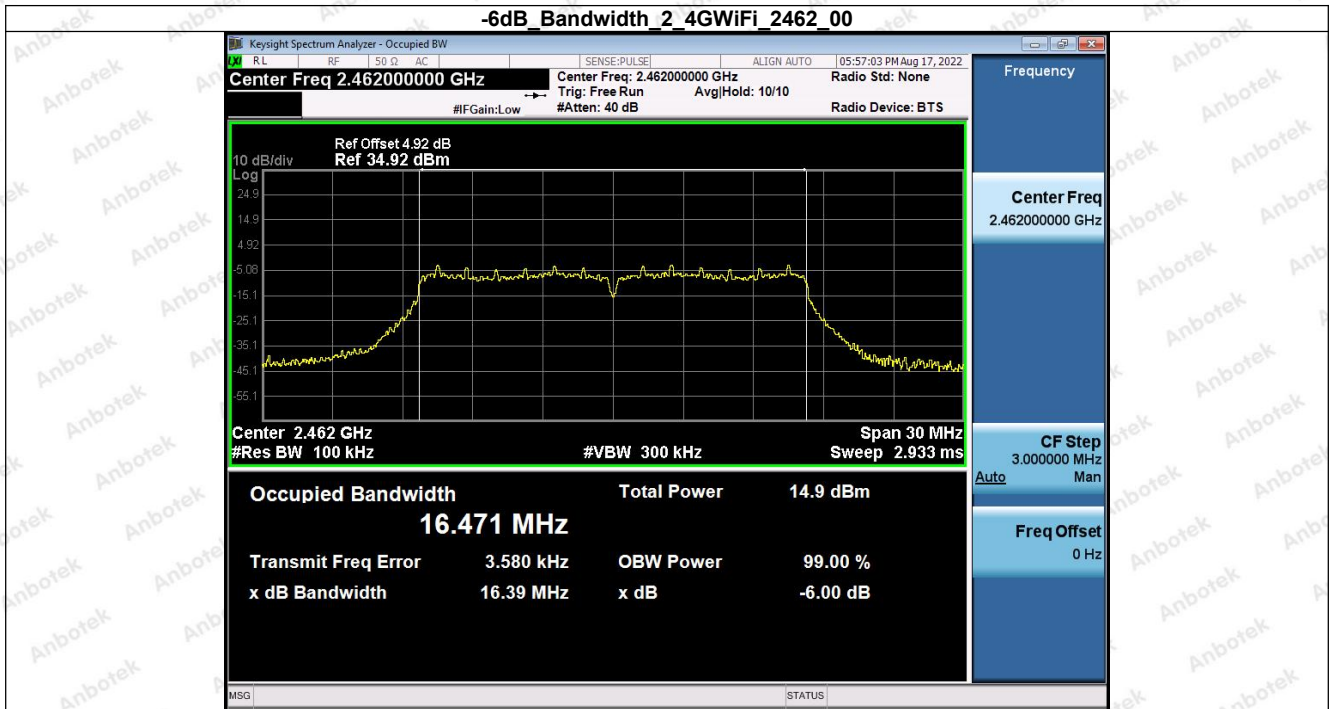 -6dB_Bandwidth_2_4GWiFi_2462_00
Keysight Spectrum Analyzer - Occupied BW
LXI RL RF 50 Ω AC SENSE:PULSE ALIGN AUTO 05:57:03 PM Aug 17, 2022
Center Freq 2.462000000 GHz
Center Freq: 2.462000000 GHz Radio Std: None
Trig: Free Run Avg|Hold: 10/10
#IFGain:Low #Atten: 40 dB Radio Device: BTS
Frequency
Ref Offset 4.92 dB
10 dB/div Ref 34.92 dBm
Log
24.9
14.9
4.92
-5.08
-15.1
-25.1
-35.1
-45.1
-55.1
Center 2.462 GHz Span 30 MHz
#Res BW 100 kHz #VBW 300 kHz Sweep 2.933 ms
Center Freq
2.462000000 GHz
CF Step
3.000000 MHz
Auto Man
Freq Offset
0 Hz
Occupied Bandwidth Total Power 14.9 dBm
16.471 MHz
Transmit Freq Error 3.580 kHz OBW Power 99.00 %
x dB Bandwidth 16.39 MHz x dB -6.00 dB
MSG STATUS
Anbotek